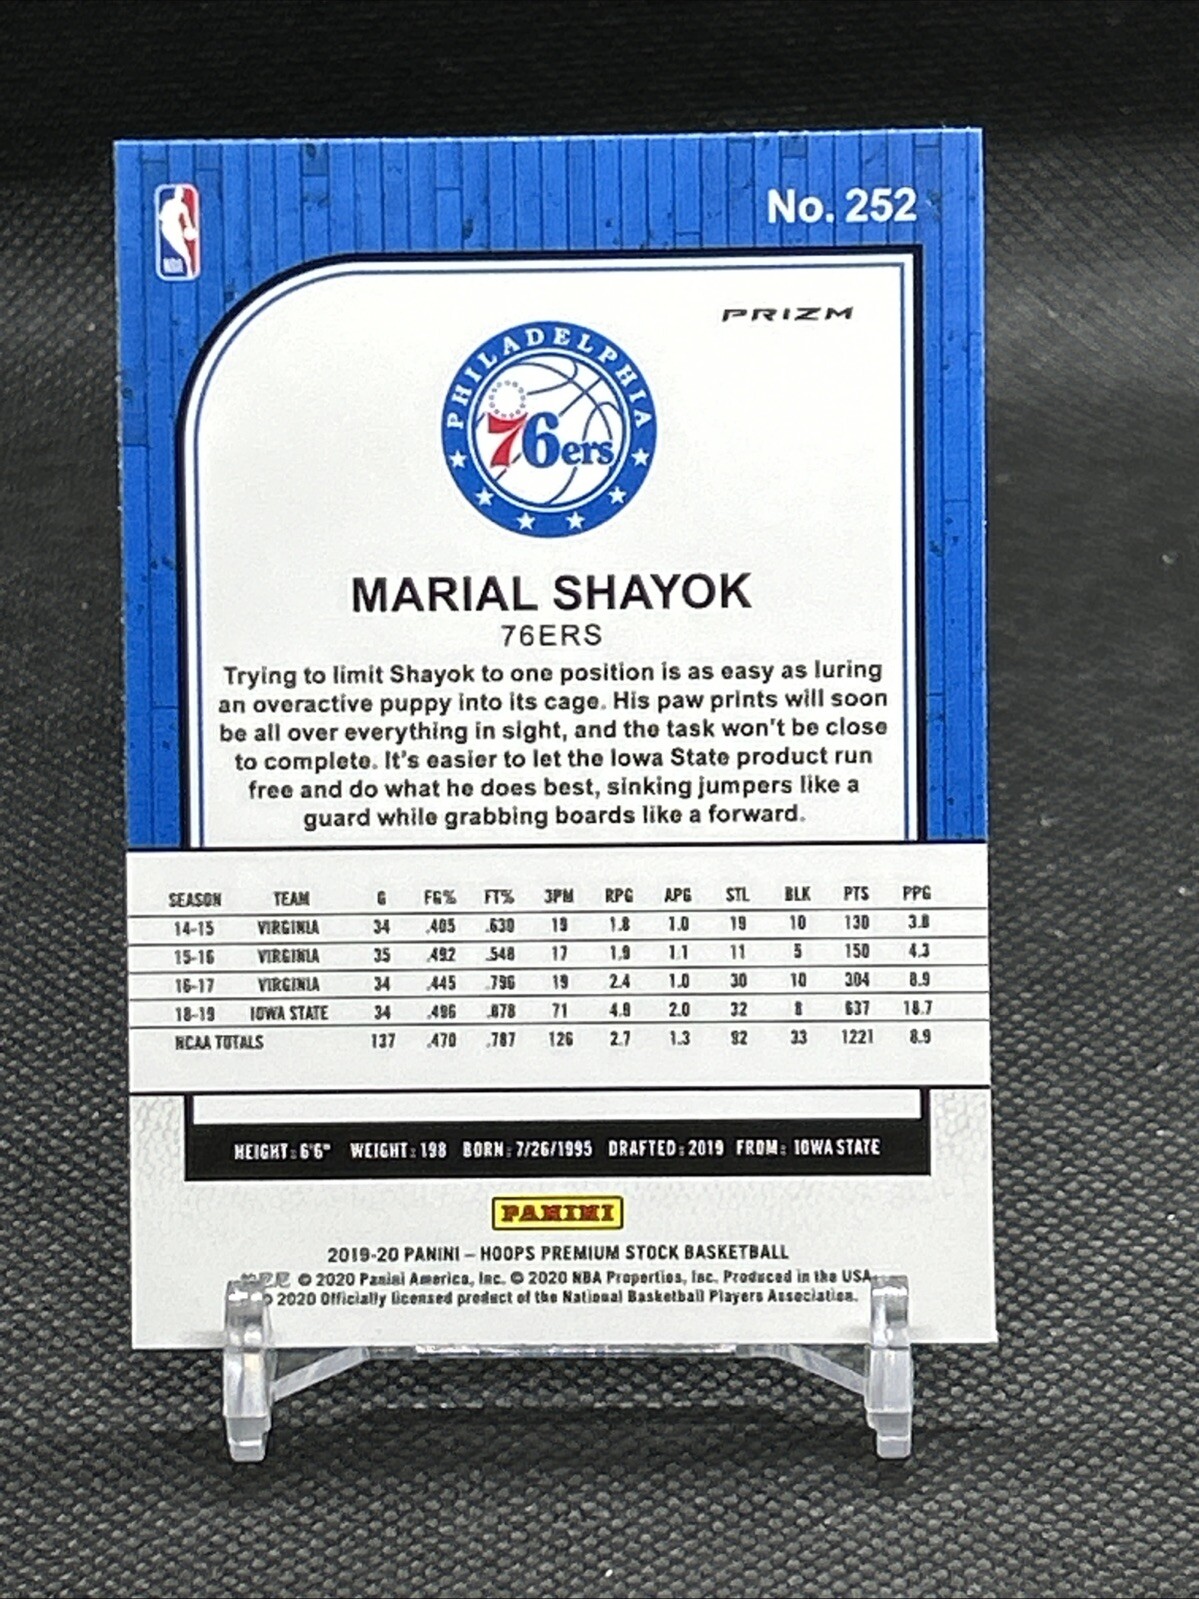 No. 252
NBA
PRIZM
PHILADELPHIA
76ers
MARIAL SHAYOK
76ERS
Trying to limit Shayok to one position is as easy as luring
an overactive puppy into its cage. His paw prints will soon
be all over everything in sight, and the task won't be close
to complete. It's easier to let the Iowa State product run
free and do what he does best, sinking jumpers like a
guard while grabbing boards like a forward.
SEASON TEAM G FG% FT% 3PM RPG APG STL BLK PTS PPG
14-15 VIRGINIA 34 .405 .630 19 1.8 1.0 19 10 130 3.8
15-16 VIRGINIA 35 .492 .548 17 1.9 1.1 11 5 150 4.3
16-17 VIRGINIA 34 .445 .796 19 2.4 1.0 30 10 304 8.9
18-19 IOWA STATE 34 .496 .878 71 4.9 2.0 32 8 637 18.7
NCAA TOTALS 137 .470 .787 126 2.7 1.3 92 33 1221 8.9
HEIGHT: 6'6" WEIGHT: 198 BORN: 7/26/1995 DRAFTED: 2019 FROM: IOWA STATE
PANINI
2019-20 PANINI – HOOPS PREMIUM STOCK BASKETBALL
© 2020 Panini America, Inc. © 2020 NBA Properties, Inc. Produced in the USA.
2020 Officially licensed product of the National Basketball Players Association.